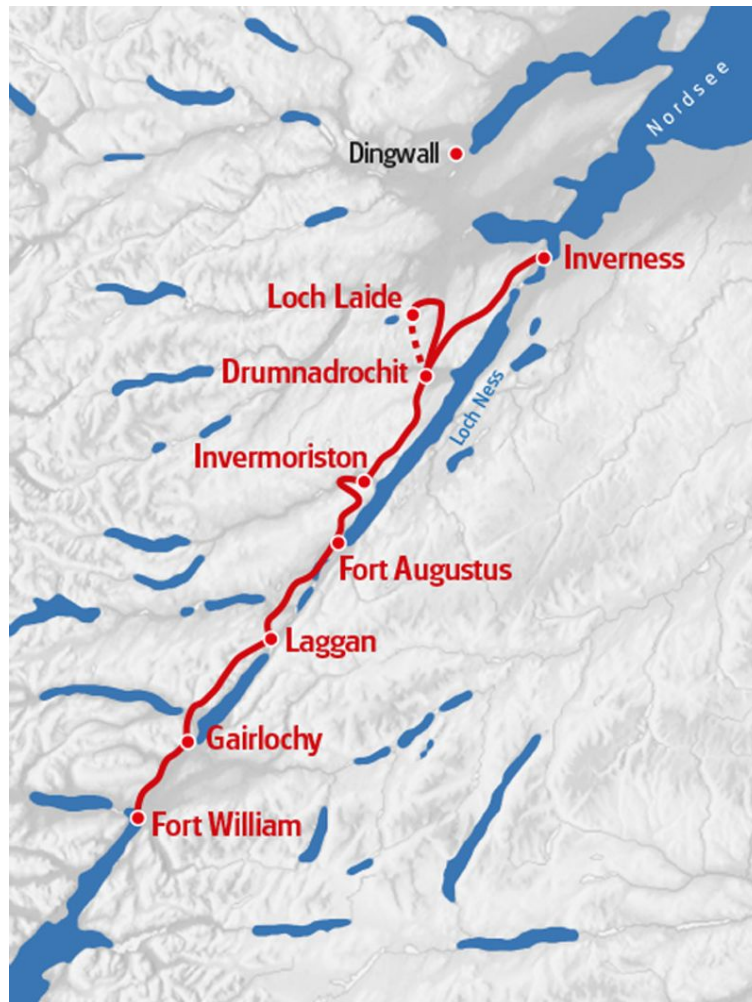 Nordsee
Dingwall
Inverness
Loch Laide
Drumnadrochit
Loch Ness
Invermoriston
Fort Augustus
Laggan
Gairlochy
Fort William